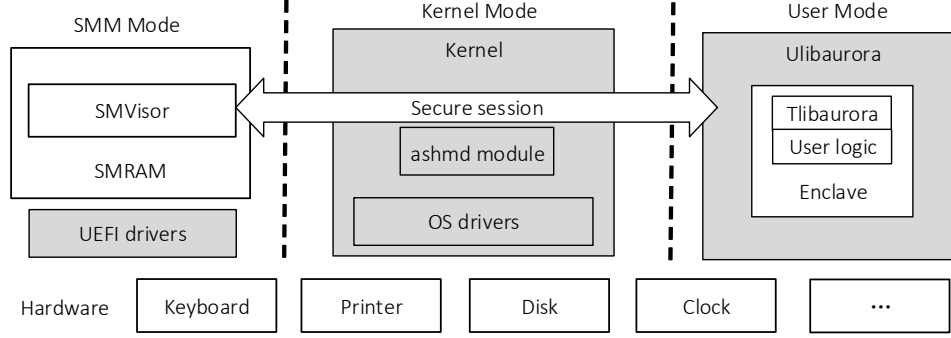 SMM Mode
Kernel Mode
User Mode
Kernel
Ulibaurora
SMVisor
Secure session
Tlibaurora
User logic
ashmd module
SMRAM
Enclave
OS drivers
UEFI drivers
Hardware
Keyboard
Printer
Disk
Clock
...